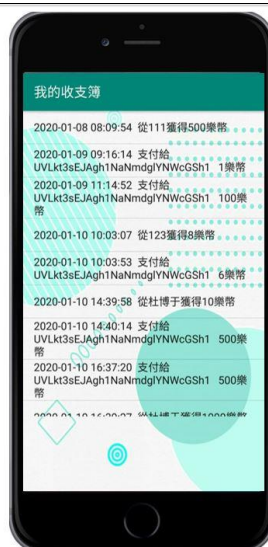 我的收支簿
2020-01-08 08:09:54 從111獲得500樂幣
2020-01-09 09:16:14 支付給
UVLkt3sEJAgh1NaNmdglYNWcGSh1 1樂幣
2020-01-09 11:14:52 支付給
UVLkt3sEJAgh1NaNmdglYNWcGSh1 100樂
幣
2020-01-10 10:03:07 從123獲得8樂幣
2020-01-10 10:03:53 支付給
UVLkt3sEJAgh1NaNmdglYNWcGSh1 6樂幣
2020-01-10 14:39:58 從杜博于獲得10樂幣
2020-01-10 14:40:14 支付給
UVLkt3sEJAgh1NaNmdglYNWcGSh1 500樂
幣
2020-01-10 16:37:20 支付給
UVLkt3sEJAgh1NaNmdglYNWcGSh1 500樂
幣